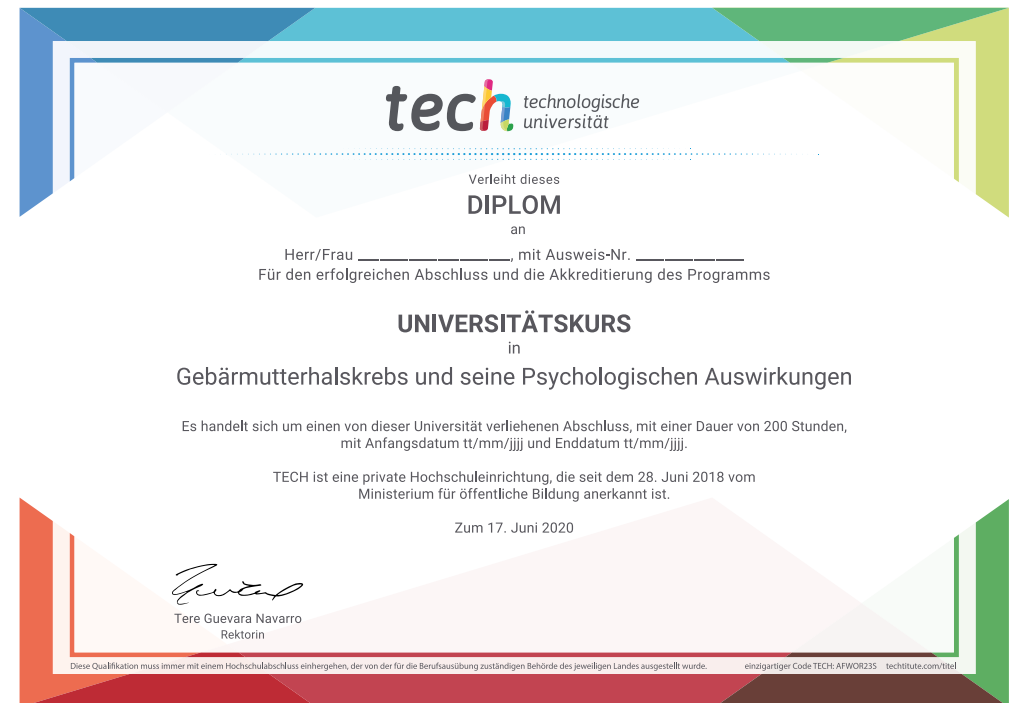 tech technologische
universität
Verleiht dieses
DIPLOM
an
Herr/Frau ____________________, mit Ausweis-Nr. ______________
Für den erfolgreichen Abschluss und die Akkreditierung des Programms
UNIVERSITÄTSKURS
in
Gebärmutterhalskrebs und seine Psychologischen Auswirkungen
Es handelt sich um einen von dieser Universität verliehenen Abschluss, mit einer Dauer von 200 Stunden,
mit Anfangsdatum tt/mm/jjjj und Enddatum tt/mm/jjjj.
TECH ist eine private Hochschuleinrichtung, die seit dem 28. Juni 2018 vom
Ministerium für öffentliche Bildung anerkannt ist.
Zum 17. Juni 2020
Tere Guevara Navarro
Rektorin
Diese Qualifikation muss immer mit einem Hochschulabschluss einhergehen, der von der für die Berufsausübung zuständigen Behörde des jeweiligen Landes ausgestellt wurde. einzigartiger Code TECH: AFWOR23S techtitute.com/titel